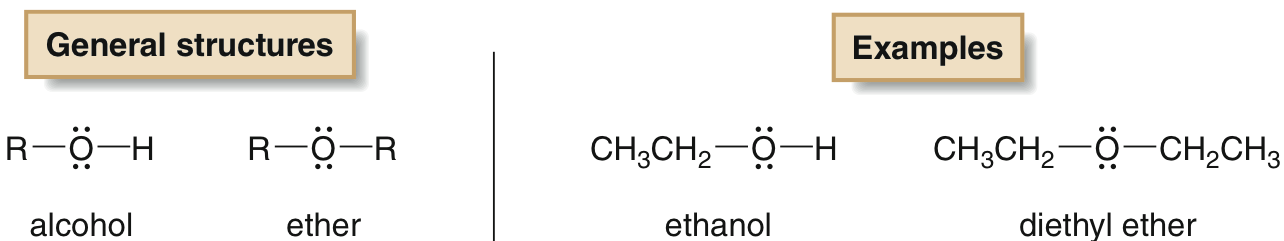 General structures
Examples
R—Ö—H
R—Ö—R
CH₃CH₂—Ö—H
CH₃CH₂—Ö—CH₂CH₃
alcohol
ether
ethanol
diethyl ether